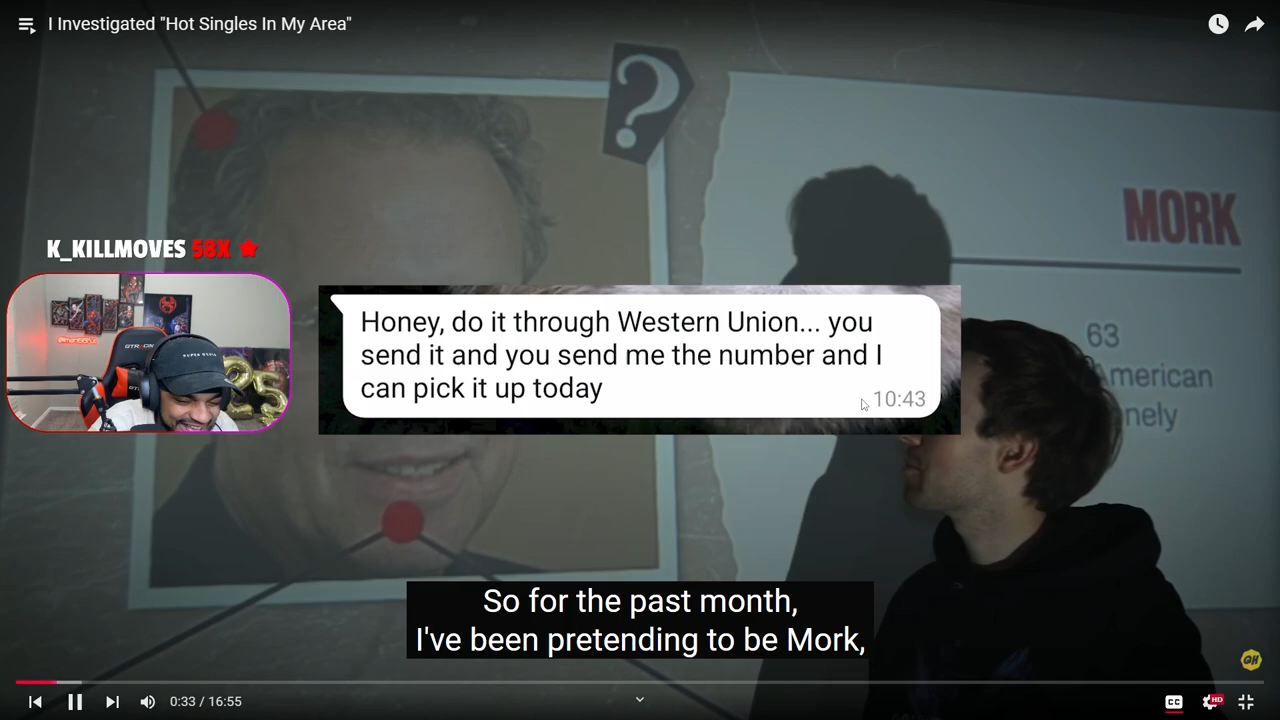 I Investigated "Hot Singles In My Area"
?
MORK
K_KILLMOVES 58X
63
American
nely
Honey, do it through Western Union... you
send it and you send me the number and I
can pick it up today
10:43
So for the past month,
I've been pretending to be Mork,
0:33 / 16:55
CC
HD